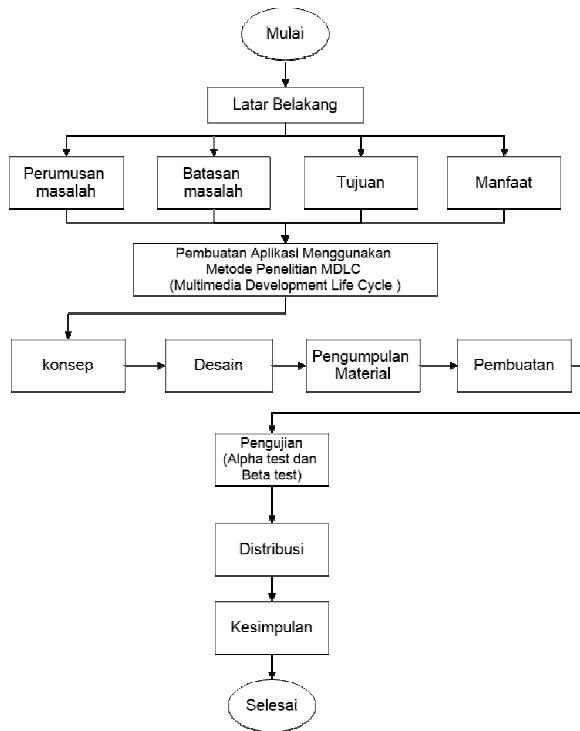 Mulai
Latar Belakang
Perumusan
masalah
Batasan
masalah
Tujuan
Manfaat
Pembuatan Aplikasi Menggunakan
Metode Penelitian MDLC
(Multimedia Development Life Cycle )
konsep
Desain
Pengumpulan
Material
Pembuatan
Pengujian
(Alpha test dan
Beta test)
Distribusi
Kesimpulan
Selesai